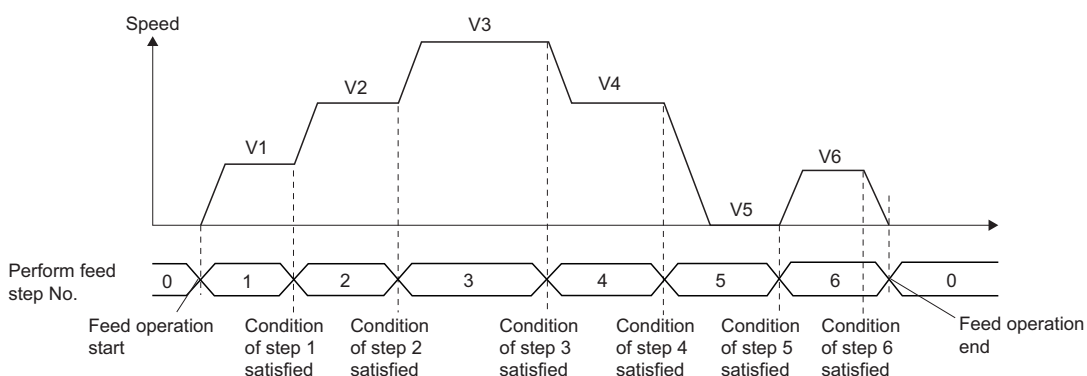 Speed
V3
V2
V4
V1
V6
V5
Perform feed
step No.
0
1
2
3
4
5
6
0
Feed operation
start
Condition
of step 1
satisfied
Condition
of step 2
satisfied
Condition
of step 3
satisfied
Condition
of step 4
satisfied
Condition
of step 5
satisfied
Condition
of step 6
satisfied
Feed operation
end